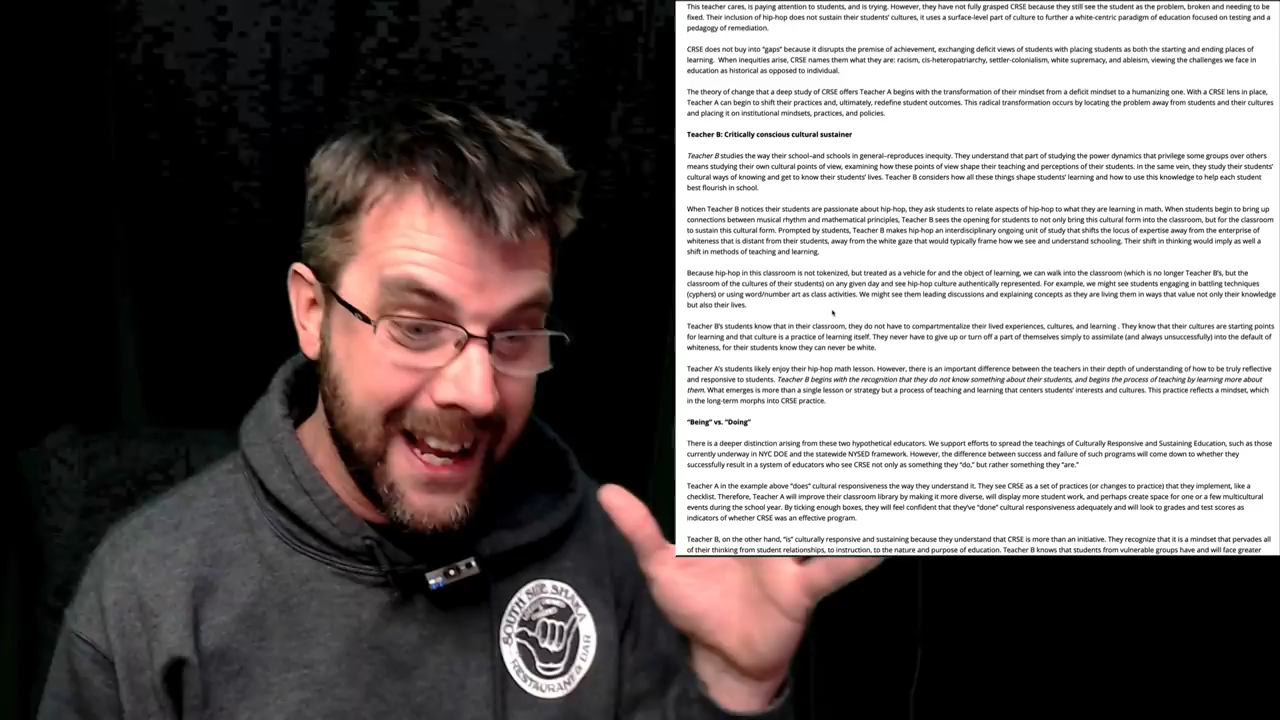 This teacher cares, is paying attention to students, and is trying. However, they have not fully grasped CRSE because they still see the student as the problem, broken and needing to be
fixed. Their inclusion of hip-hop does not sustain their students' cultures, it uses a surface-level part of culture to further a white-centric paradigm of education focused on testing and a
pedagogy of remediation.
CRSE does not buy into "gaps" because it disrupts the premise of achievement, exchanging deficit views of students with placing students as both the starting and ending places of
learning. When inequities arise, CRSE names them what they are: racism, cis-heteropatriarchy, settler-colonialism, white supremacy, and ableism, viewing the challenges we face in
education as historical as opposed to individual.
The theory of change that a deep study of CRSE offers Teacher A begins with the transformation of their mindset from a deficit mindset to a humanizing one. With a CRSE lens in place,
Teacher A can begin to shift their practices and, ultimately, redefine student outcomes. This radical transformation occurs by locating the problem away from students and their cultures
and placing it on institutional mindsets, practices, and policies.
Teacher B: Critically conscious cultural sustainer
Teacher B studies the way their school–and schools in general–reproduces inequity. They understand that part of studying the power dynamics that privilege some groups over others
means studying their own cultural points of view, examining how these points of view shape their teaching and perceptions of their students. In the same vein, they study their students'
cultural ways of knowing and get to know their students' lives. Teacher B considers how all these things shape students' learning and how to use this knowledge to help each student
best flourish in school.
When Teacher B notices their students are passionate about hip-hop, they ask students to relate aspects of hip-hop to what they are learning in math. When students begin to bring up
connections between musical rhythm and mathematical principles, Teacher B sees the opening for students to not only bring this cultural form into the classroom, but for the classroom
to sustain this cultural form. Prompted by students, Teacher B makes hip-hop an interdisciplinary ongoing unit of study that shifts the locus of expertise away from the enterprise of
whiteness that is distant from their students, away from the white gaze that would typically frame how we see and understand schooling. Their shift in thinking would imply as well a
shift in methods of teaching and learning.
Because hip-hop in this classroom is not tokenized, but treated as a vehicle for and the object of learning, we can walk into the classroom (which is no longer Teacher B's, but the
classroom of the cultures of their students) on any given day and see hip-hop culture authentically represented. For example, we might see students engaging in battling techniques
(cyphers) or using word/number art as class activities. We might see them leading discussions and explaining concepts as they are living them in ways that value not only their knowledge
but also their lives.
Teacher B's students know that in their classroom, they do not have to compartmentalize their lived experiences, cultures, and learning . They know that their cultures are starting points
for learning and that culture is a practice of learning itself. They never have to give up or turn off a part of themselves simply to assimilate (and always unsuccessfully) into the default of
whiteness, for their students know they can never be white.
Teacher A's students likely enjoy their hip-hop math lesson. However, there is an important difference between the teachers in their depth of understanding of how to be truly reflective
and responsive to students. Teacher B begins with the recognition that they do not know something about their students, and begins the process of teaching by learning more about
them. What emerges is more than a single lesson or strategy but a process of teaching and learning that centers students' interests and cultures. This practice reflects a mindset, which
in the long-term morphs into CRSE practice.
"Being" vs. "Doing"
There is a deeper distinction arising from these two hypothetical educators. We support efforts to spread the teachings of Culturally Responsive and Sustaining Education, such as those
currently underway in NYC DOE and the statewide NYSED framework. However, the difference between success and failure of such programs will come down to whether they
successfully result in a system of educators who see CRSE not only as something they "do," but rather something they "are."
Teacher A in the example above "does" cultural responsiveness the way they understand it. They see CRSE as a set of practices (or changes to practice) that they implement, like a
checklist. Therefore, Teacher A will improve their classroom library by making it more diverse, will display more student work, and perhaps create space for one or a few multicultural
events during the school year. By ticking enough boxes, they will feel confident that they've "done" cultural responsiveness adequately and will look to grades and test scores as
indicators of whether CRSE was an effective program.
Teacher B, on the other hand, "is" culturally responsive and sustaining because they understand that CRSE is more than an initiative. They recognize that it is a mindset that pervades all
of their thinking from student relationships, to instruction, to the nature and purpose of education. Teacher B knows that students from vulnerable groups have and will face greater
SOUTH SIDE SHAKA
RESTAURANT & BAR